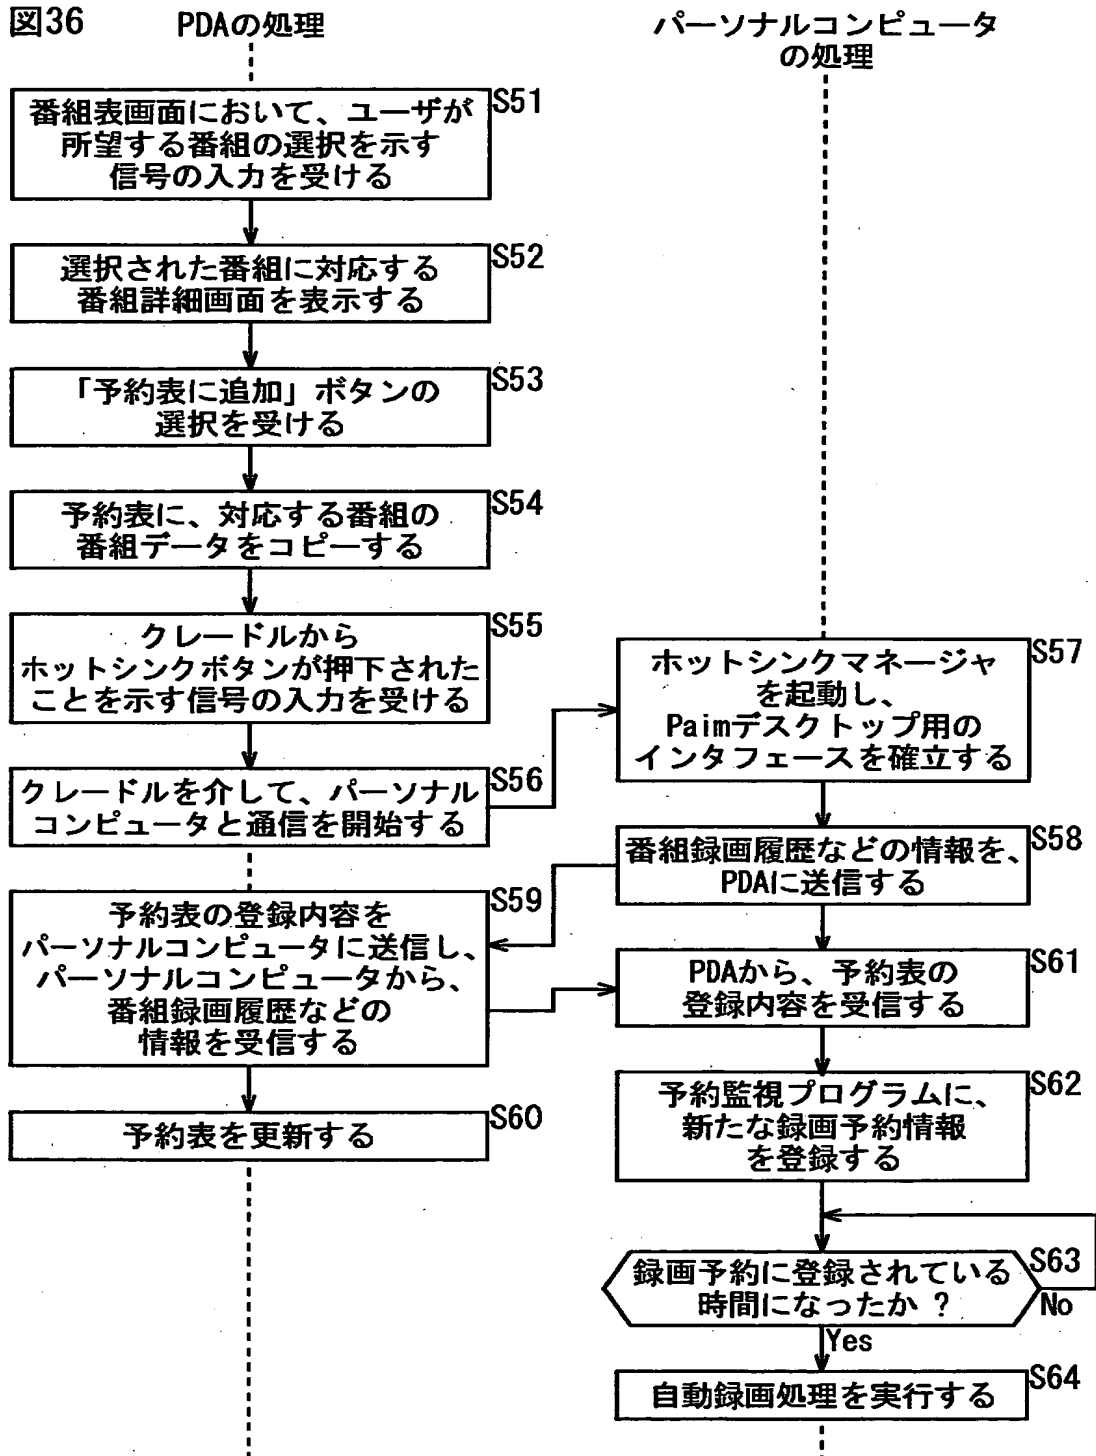 図36
PDAの処理
パーソナルコンピュータ
の処理
S51
番組表画面において、ユーザが
所望する番組の選択を示す
信号の入力を受ける
S52
選択された番組に対応する
番組詳細画面を表示する
S53
「予約表に追加」ボタンの
選択を受ける
S54
予約表に、対応する番組の
番組データをコピーする
S55
クレードルから
ホットシンクボタンが押下された
ことを示す信号の入力を受ける
S56
クレードルを介して、パーソナル
コンピュータと通信を開始する
S57
ホットシンクマネージャ
を起動し、
Paimデスクトップ用の
インタフェースを確立する
S58
番組録画履歴などの情報を、
PDAに送信する
S59
予約表の登録内容を
パーソナルコンピュータに送信し、
パーソナルコンピュータから、
番組録画履歴などの
情報を受信する
S60
予約表を更新する
S61
PDAから、予約表の
登録内容を受信する
S62
予約監視プログラムに、
新たな録画予約情報
を登録する
S63
録画予約に登録されている
時間になったか ?
No
Yes
S64
自動録画処理を実行する